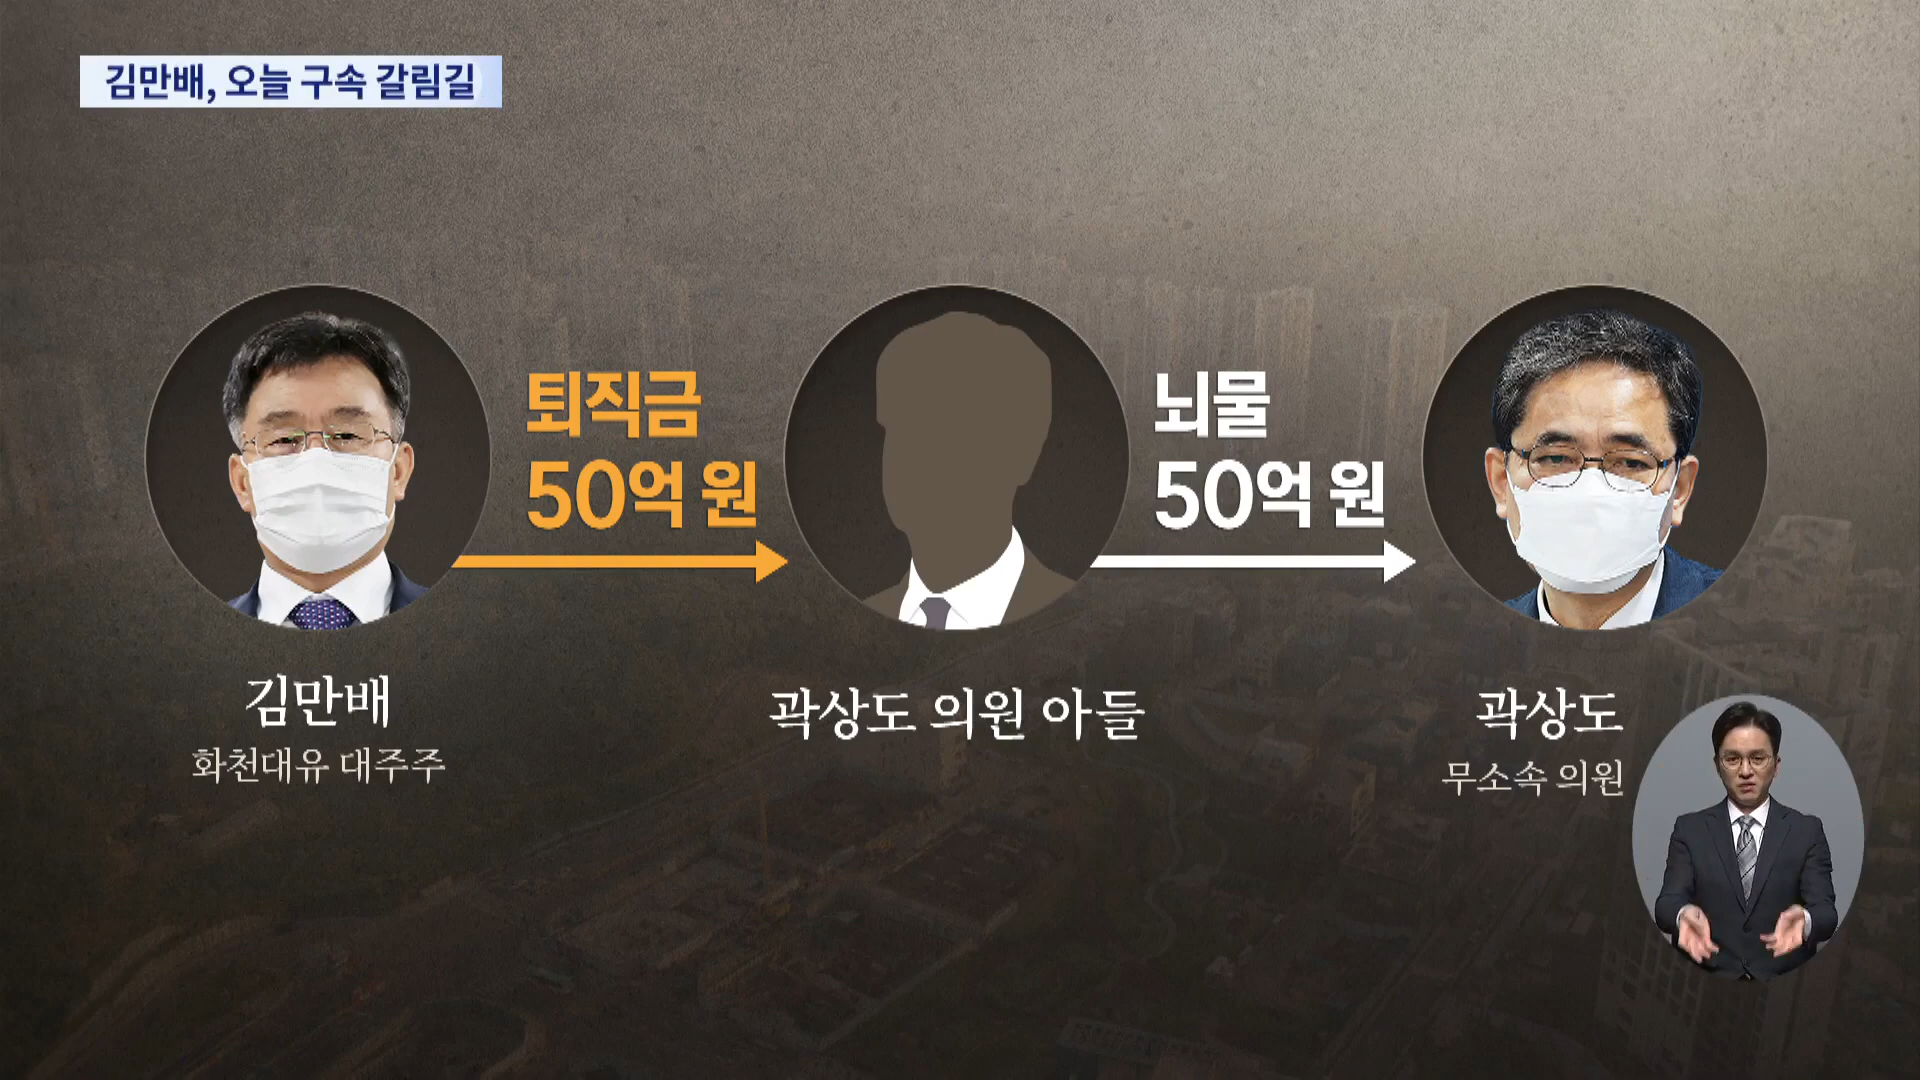 김만배, 오늘 구속 갈림길
퇴직금
50억 원
뇌물
50억 원
김만배
화천대유 대주주
곽상도 의원 아들
곽상도
무소속 의원